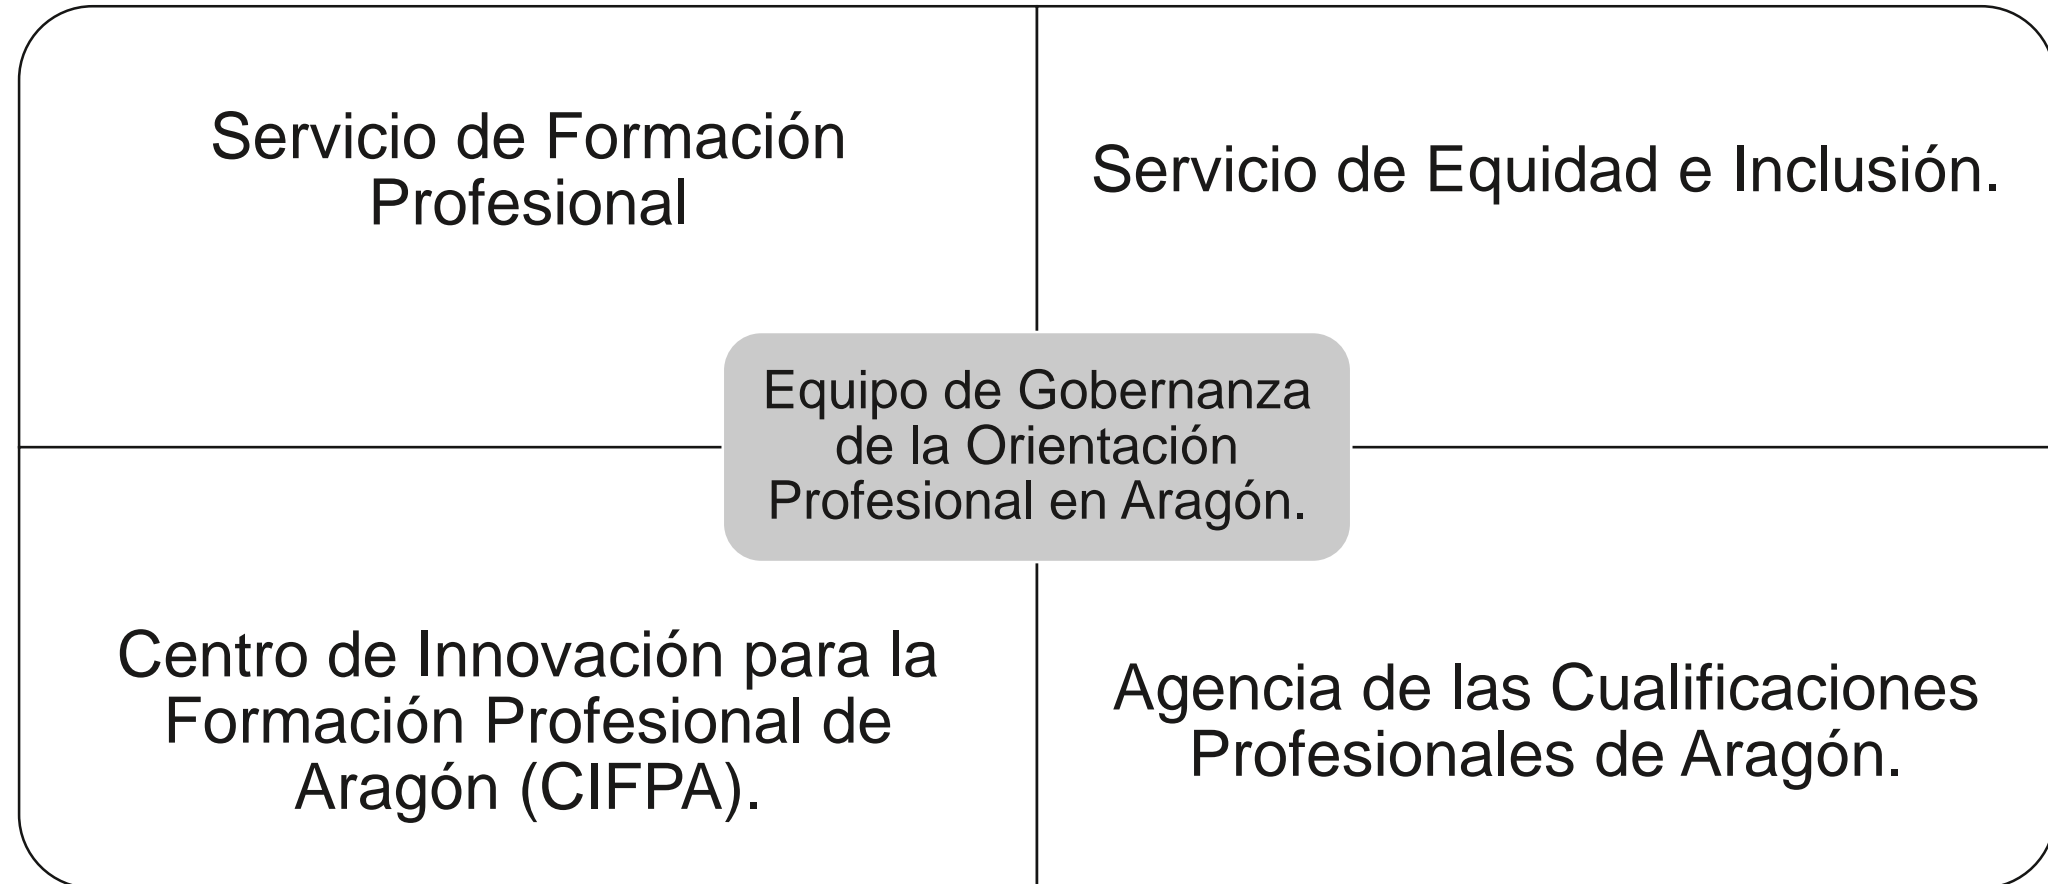 Servicio de Formación
Profesional
Servicio de Equidad e Inclusión.
Equipo de Gobernanza
de la Orientación
Profesional en Aragón.
Centro de Innovación para la
Formación Profesional de
Aragón (CIFPA).
Agencia de las Cualificaciones
Profesionales de Aragón.